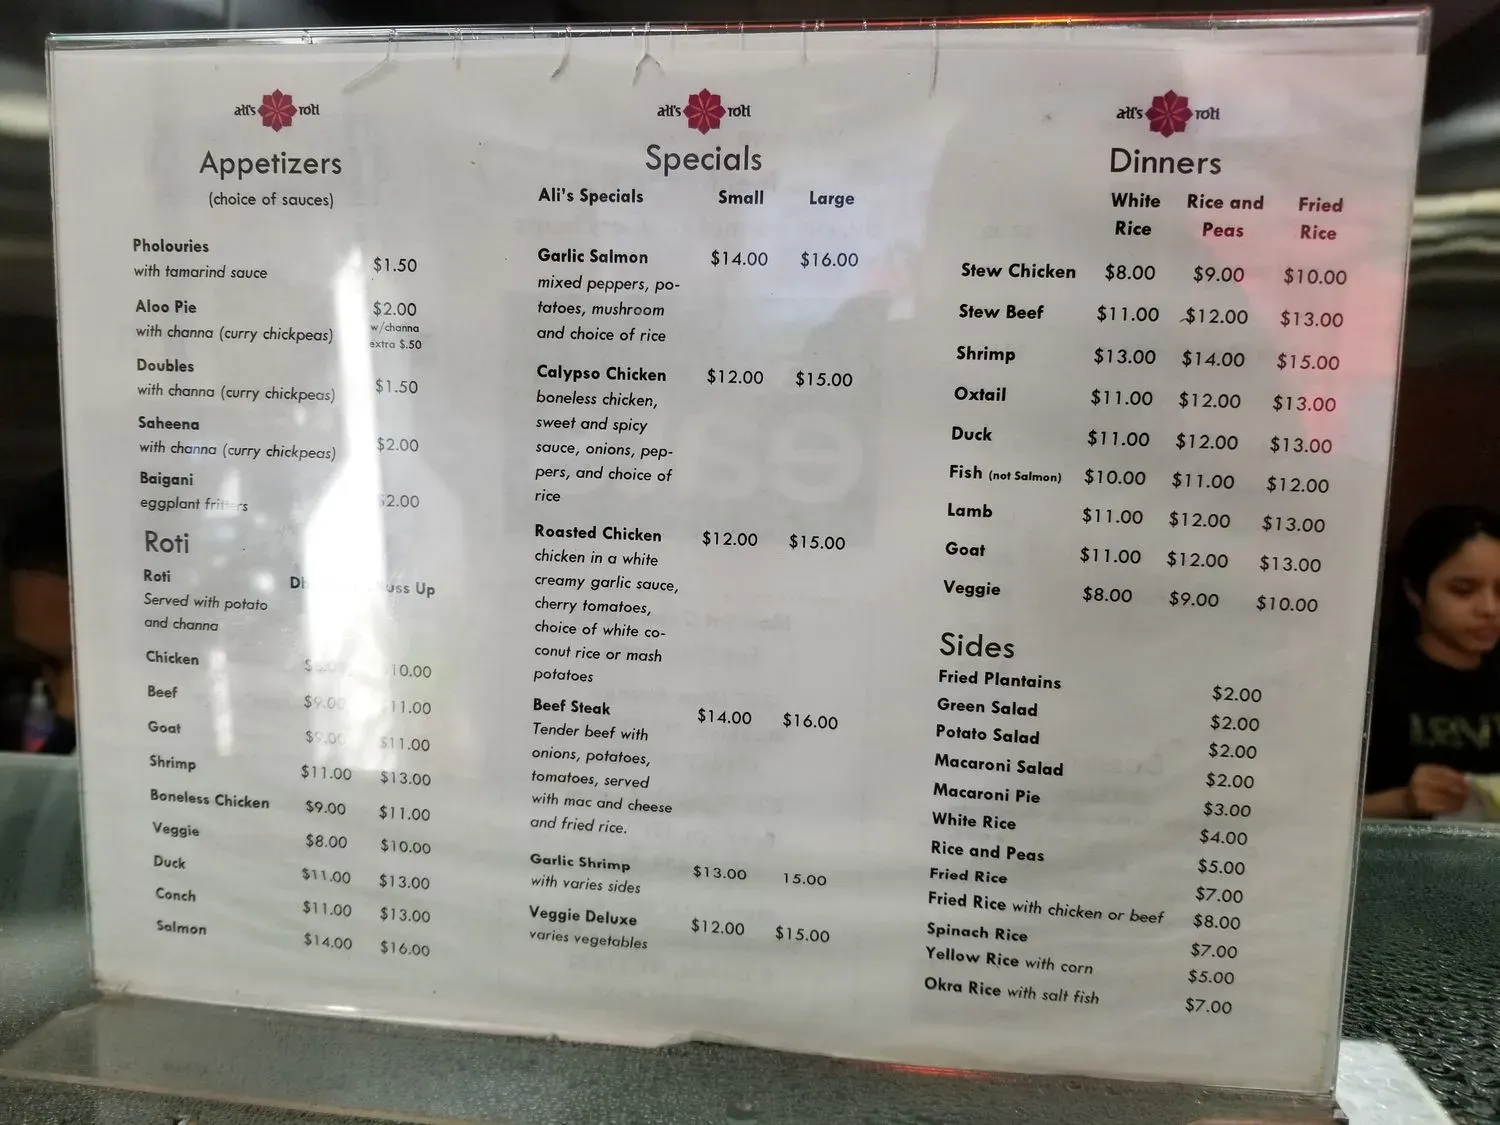 ali's roti
Appetizers
(choice of sauces)
Pholouries
with tamarind sauce $1.50
Aloo Pie $2.00
with channa (curry chickpeas) w/channa
extra $.50
Doubles
with channa (curry chickpeas) $1.50
Saheena
with channa (curry chickpeas) $2.00
Baigani
eggplant fritters $2.00
Roti
Roti Up
Served with potato
and channa
Chicken 10.00
Beef $9.00 11.00
Goat $9.00 $11.00
Shrimp $11.00 $13.00
Boneless Chicken $9.00 $11.00
Veggie $8.00 $10.00
Duck $11.00 $13.00
Conch $11.00 $13.00
Salmon $14.00 $16.00
ali's roti
Specials
Ali's Specials Small Large
Garlic Salmon $14.00 $16.00
mixed peppers, po-
tatoes, mushroom
and choice of rice
Calypso Chicken $12.00 $15.00
boneless chicken,
sweet and spicy
sauce, onions, pep-
pers, and choice of
rice
Roasted Chicken $12.00 $15.00
chicken in a white
creamy garlic sauce,
cherry tomatoes,
choice of white co-
conut rice or mash
potatoes
Beef Steak $14.00 $16.00
Tender beef with
onions, potatoes,
tomatoes, served
with mac and cheese
and fried rice.
Garlic Shrimp $13.00 15.00
with varies sides
Veggie Deluxe $12.00 $15.00
varies vegetables
ali's roti
Dinners
White Rice and Fried
Rice Peas Rice
Stew Chicken $8.00 $9.00 $10.00
Stew Beef $11.00 $12.00 $13.00
Shrimp $13.00 $14.00 $15.00
Oxtail $11.00 $12.00 $13.00
Duck $11.00 $12.00 $13.00
Fish (not Salmon) $10.00 $11.00 $12.00
Lamb $11.00 $12.00 $13.00
Goat $11.00 $12.00 $13.00
Veggie $8.00 $9.00 $10.00
Sides
Fried Plantains $2.00
Green Salad $2.00
Potato Salad $2.00
Macaroni Salad $2.00
Macaroni Pie $3.00
White Rice $4.00
Rice and Peas $5.00
Fried Rice $7.00
Fried Rice with chicken or beef $8.00
Spinach Rice $7.00
Yellow Rice with corn $5.00
Okra Rice with salt fish $7.00